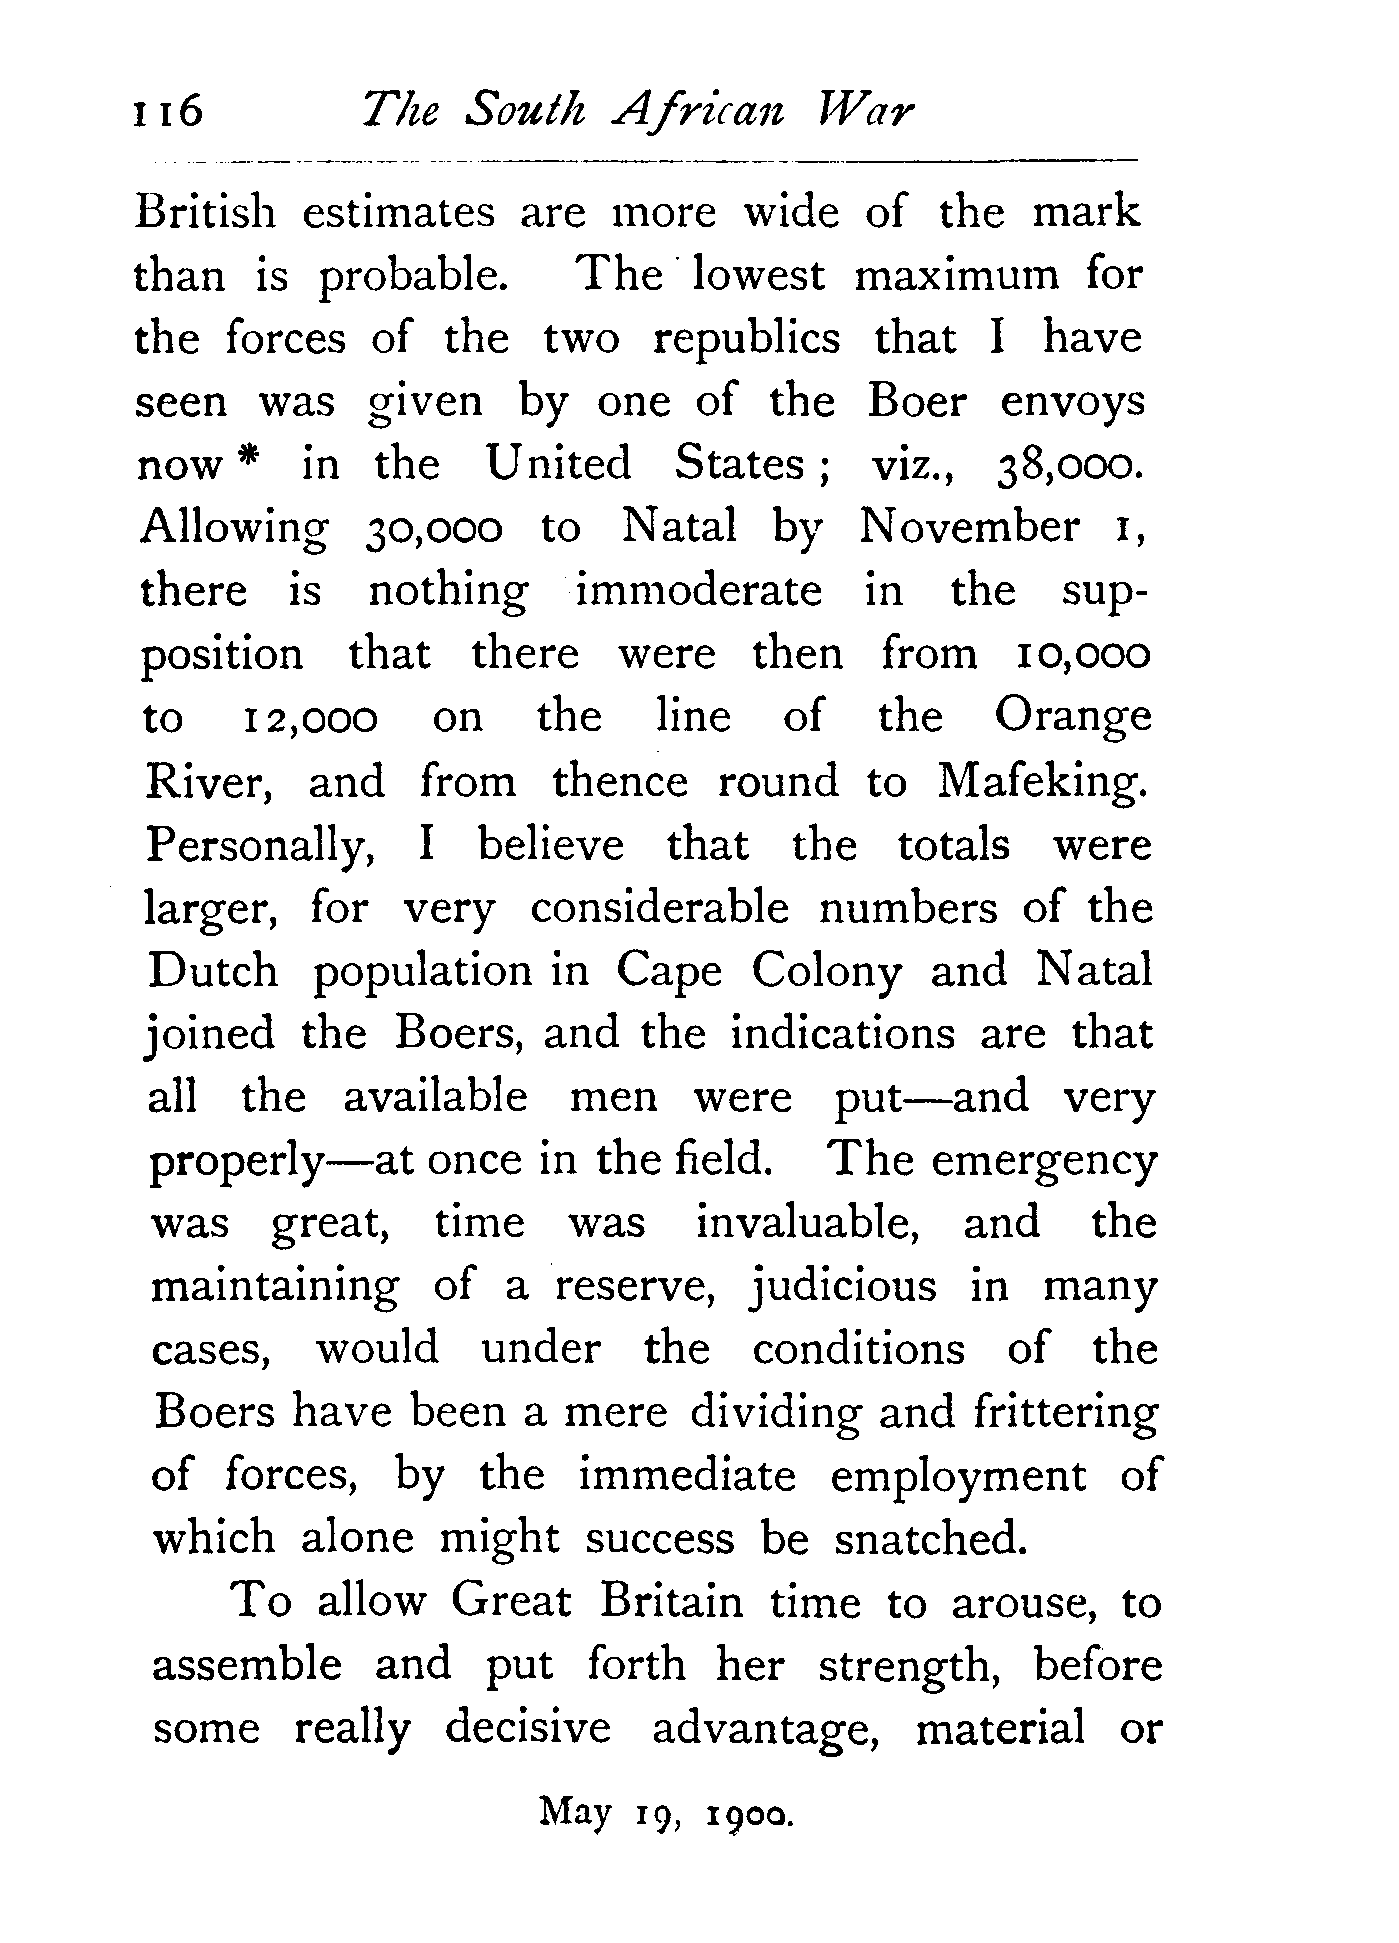 116 The South African War
British estimates are more wide of the mark
than is probable. The lowest maximum for
the forces of the two republics that I have
seen was given by one of the Boer envoys
now * in the United States ; viz., 38,000.
Allowing 30,000 to Natal by November 1,
there is nothing immoderate in the sup-
position that there were then from 10,000
to 12,000 on the line of the Orange
River, and from thence round to Mafeking.
Personally, I believe that the totals were
larger, for very considerable numbers of the
Dutch population in Cape Colony and Natal
joined the Boers, and the indications are that
all the available men were put—and very
properly—at once in the field. The emergency
was great, time was invaluable, and the
maintaining of a reserve, judicious in many
cases, would under the conditions of the
Boers have been a mere dividing and frittering
of forces, by the immediate employment of
which alone might success be snatched.
To allow Great Britain time to arouse, to
assemble and put forth her strength, before
some really decisive advantage, material or
May 19, 1900.